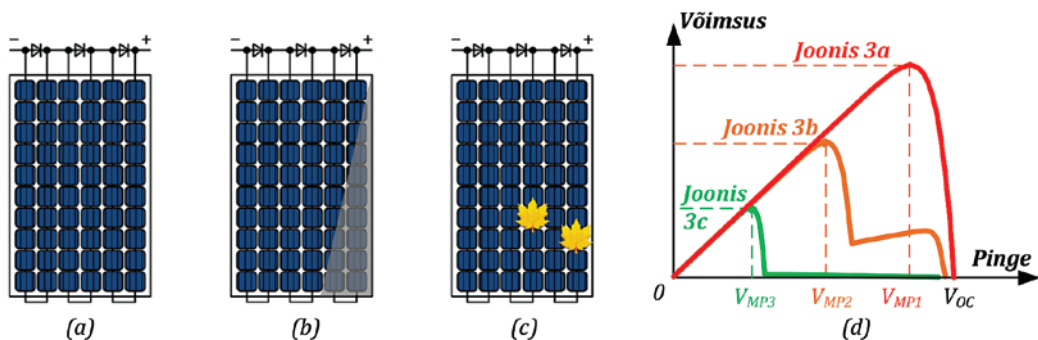 − +
− +
− +
(a)
(b)
(c)
Võimsus
Joonis 3a
Joonis 3b
Joonis
3c
Pinge
0
VMP3
VMP2
VMP1
VOC
(d)